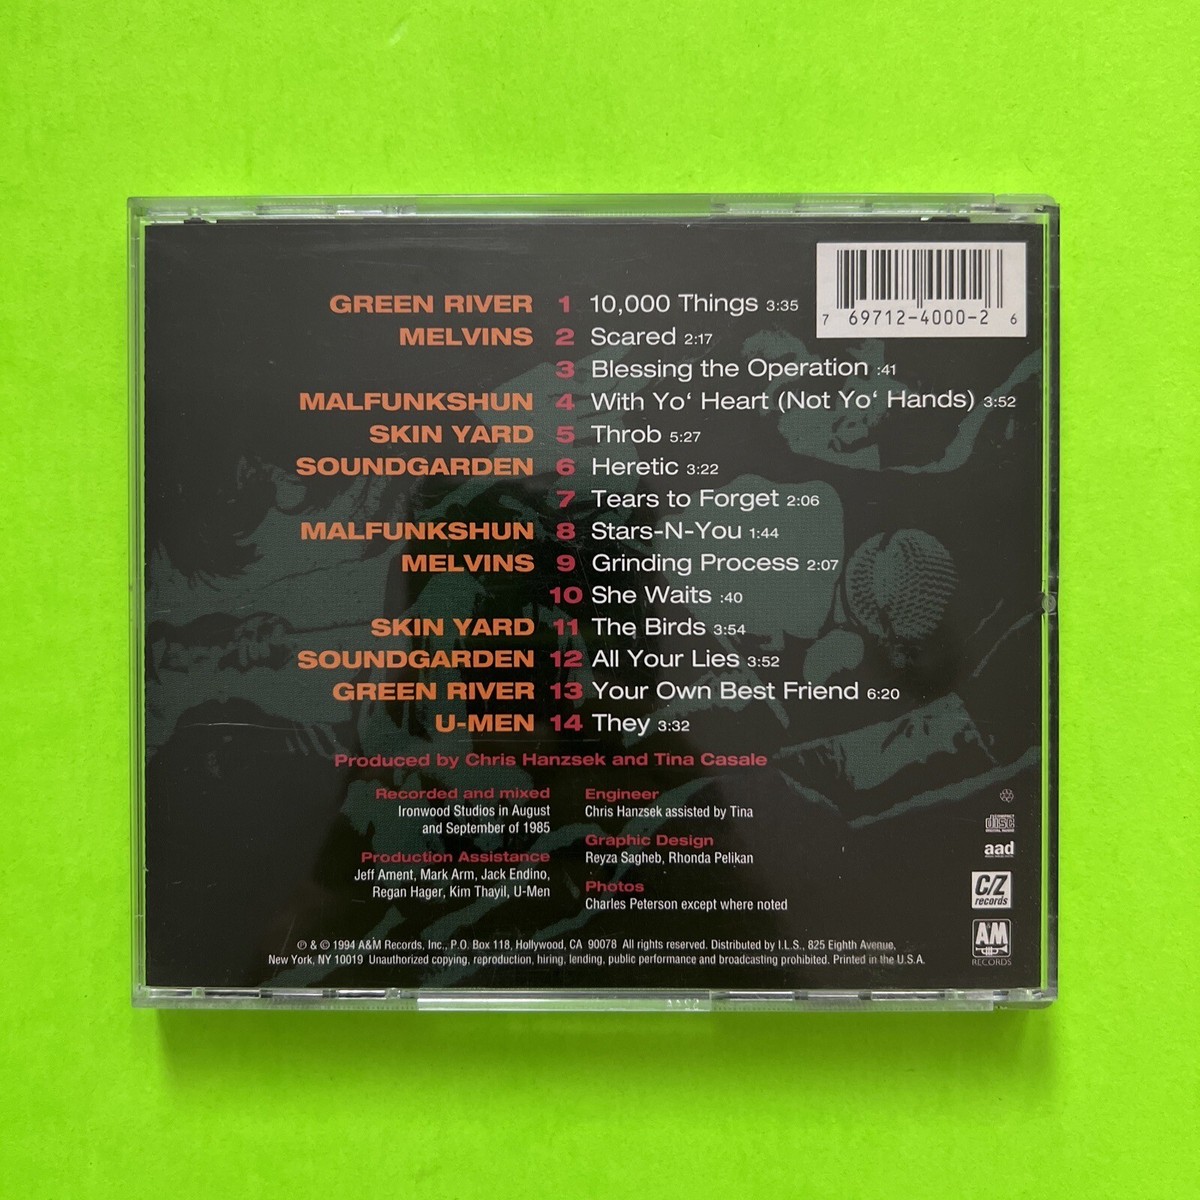 7 69712-4000-2 6
GREEN RIVER 1 10,000 Things 3:35
MELVINS 2 Scared 2:17
3 Blessing the Operation :41
MALFUNKSHUN 4 With Yo‘ Heart (Not Yo‘ Hands) 3:52
SKIN YARD 5 Throb 5:27
SOUNDGARDEN 6 Heretic 3:22
7 Tears to Forget 2:06
MALFUNKSHUN 8 Stars-N-You 1:44
MELVINS 9 Grinding Process 2:07
10 She Waits :40
SKIN YARD 11 The Birds 3:54
SOUNDGARDEN 12 All Your Lies 3:52
GREEN RIVER 13 Your Own Best Friend 6:20
U-MEN 14 They 3:32
Produced by Chris Hanzsek and Tina Casale
Recorded and mixed
Ironwood Studios in August
and September of 1985
Production Assistance
Jeff Ament, Mark Arm, Jack Endino,
Regan Hager, Kim Thayil, U-Men
Engineer
Chris Hanzsek assisted by Tina
Graphic Design
Reyza Sagheb, Rhonda Pelikan
Photos
Charles Peterson except where noted
COMPACT
disc
DIGITAL AUDIO
aad
C/Z
records
A&M
RECORDS
℗ & © 1994 A&M Records, Inc., P.O. Box 118, Hollywood, CA 90078 All rights reserved. Distributed by I.L.S., 825 Eighth Avenue,
New York, NY 10019 Unauthorized copying, reproduction, hiring, lending, public performance and broadcasting prohibited. Printed in the U.S.A.